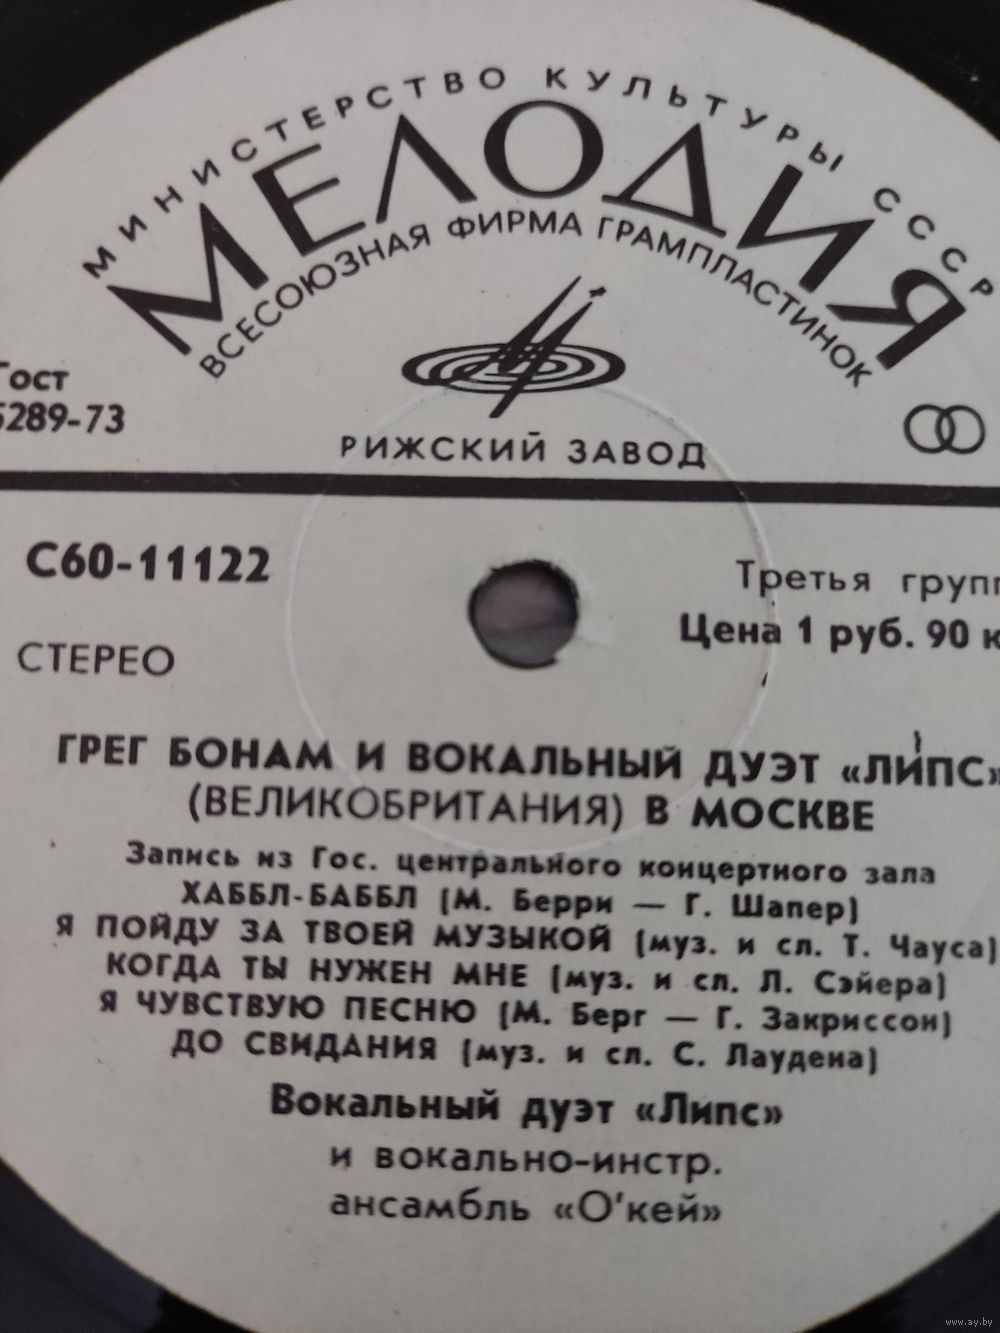 МИНИСТЕРСТВО КУЛЬТУРЫ СССР
МЕЛОДИЯ
ВСЕСОЮЗНАЯ ФИРМА ГРАМПЛАСТИНОК
РИЖСКИЙ ЗАВОД
Гост
5289-73
С60-11122
Третья групп
Цена 1 руб. 90 к
СТЕРЕО
ГРЕГ БОНАМ И ВОКАЛЬНЫЙ ДУЭТ «ЛИПС»
(ВЕЛИКОБРИТАНИЯ) В МОСКВЕ
Запись из Гос. центрального концертного зала
ХАББЛ-БАББЛ (М. Берри — Г. Шапер)
Я ПОЙДУ ЗА ТВОЕЙ МУЗЫКОЙ (муз. и сл. Т. Чауса)
КОГДА ТЫ НУЖЕН МНЕ (муз. и сл. Л. Сэйера)
Я ЧУВСТВУЮ ПЕСНЮ (М. Берг — Г. Закриссон)
ДО СВИДАНИЯ (муз. и сл. С. Лаудена)
Вокальный дуэт «Липс»
и вокально-инстр.
ансамбль «О'кей»
www.ay.by